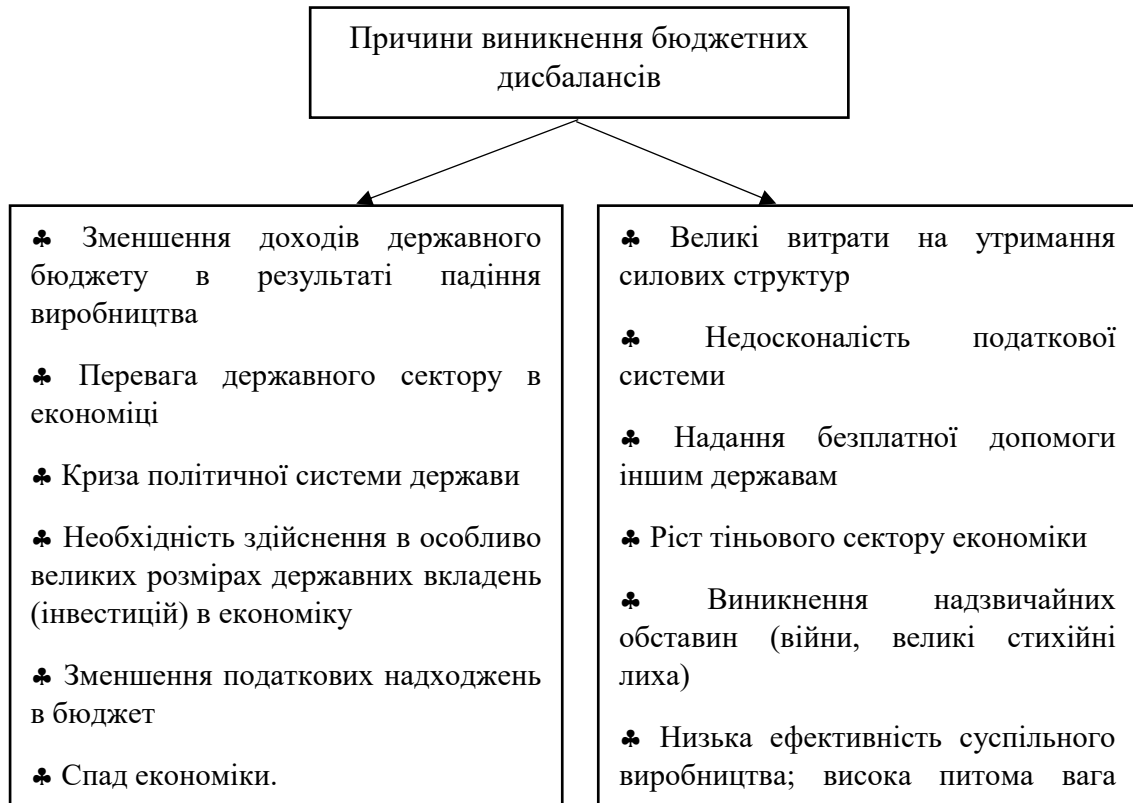 Причини виникнення бюджетних
дисбалансів
♣ Зменшення доходів державного
бюджету в результаті падіння
виробництва
♣ Перевага державного сектору в
економіці
♣ Криза політичної системи держави
♣ Необхідність здійснення в особливо
великих розмірах державних вкладень
(інвестицій) в економіку
♣ Зменшення податкових надходжень
в бюджет
♣ Спад економіки.
♣ Великі витрати на утримання
силових структур
♣ Недосконалість податкової
системи
♣ Надання безплатної допомоги
іншим державам
♣ Ріст тіньового сектору економіки
♣ Виникнення надзвичайних
обставин (війни, великі стихійні
лиха)
♣ Низька ефективність суспільного
виробництва; висока питома вага